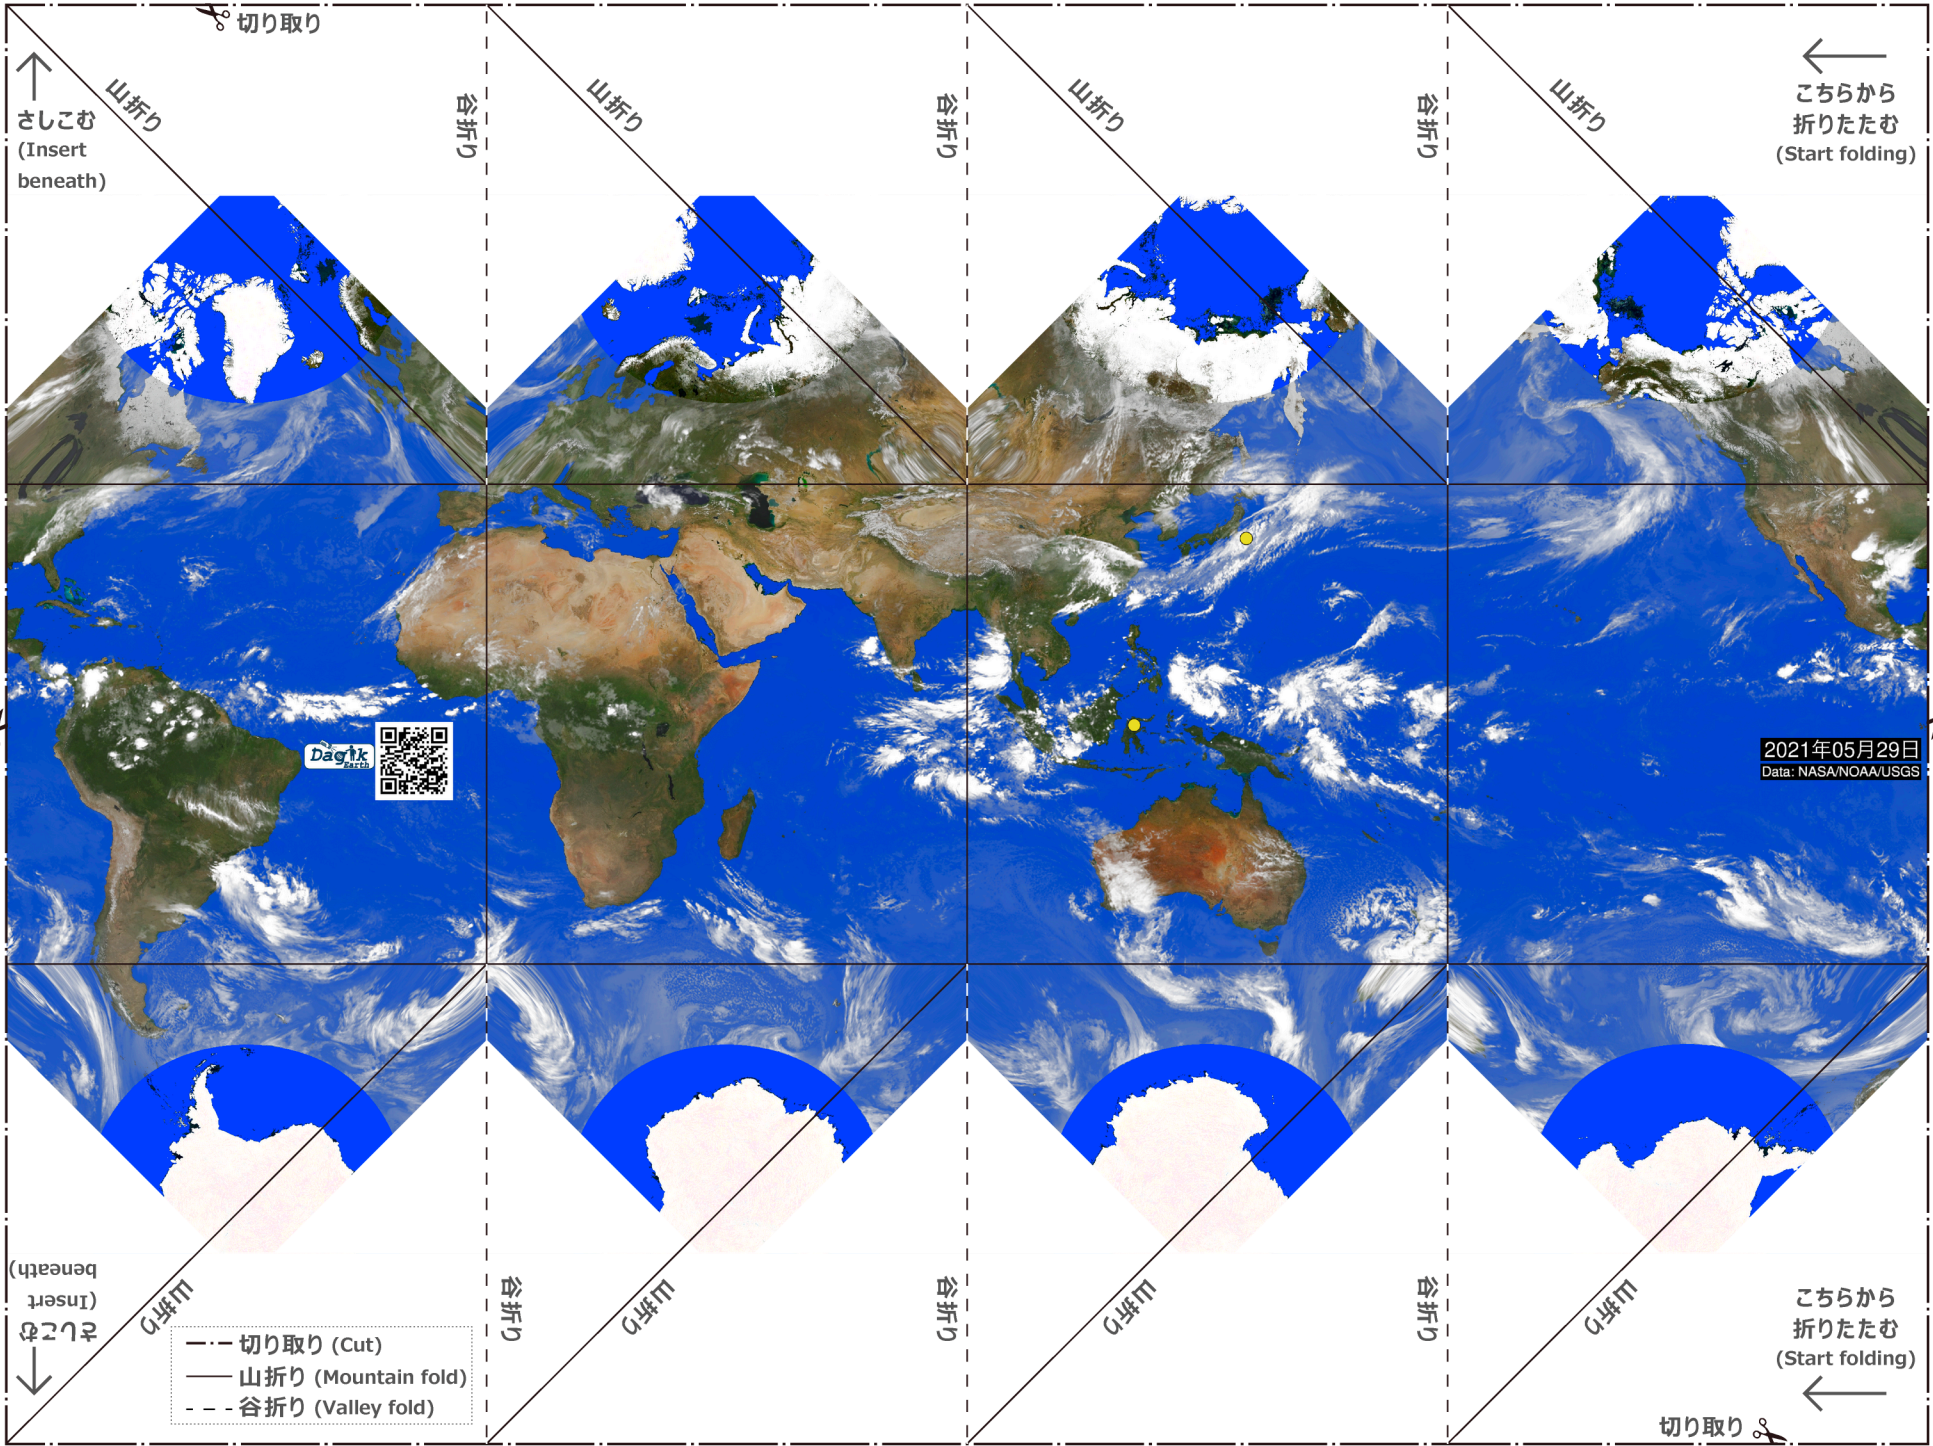 切り取り
山折り
谷折り
山折り
谷折り
山折り
谷折り
山折り
さしこむ
(Insert
beneath)
こちらから
折りたたむ
(Start folding)
Dagik
Earth
2021年05月29日
Data: NASA/NOAA/USGS
さしこむ
(Insert
beneath)
山折り
谷折り
山折り
谷折り
山折り
谷折り
山折り
切り取り (Cut)
山折り (Mountain fold)
谷折り (Valley fold)
こちらから
折りたたむ
(Start folding)
切り取り